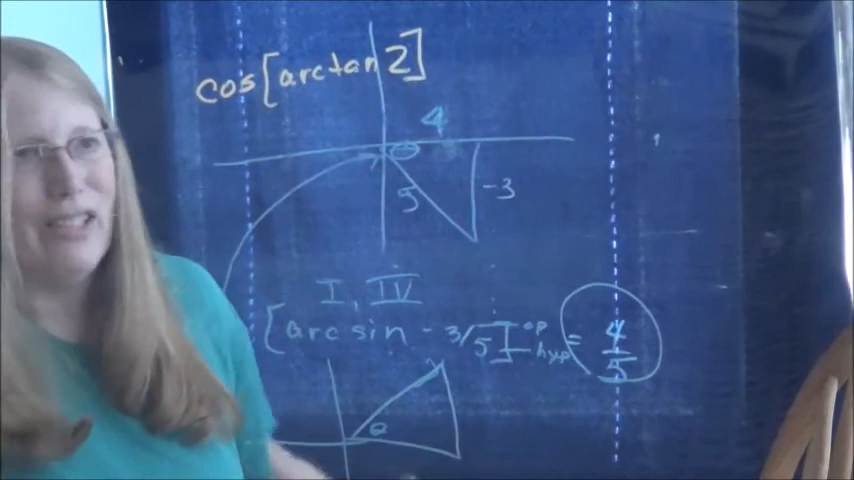 cos[arctan 2]
4
5 -3
I, IV
[arcsin -3/5] op hyp = 4/5
θ